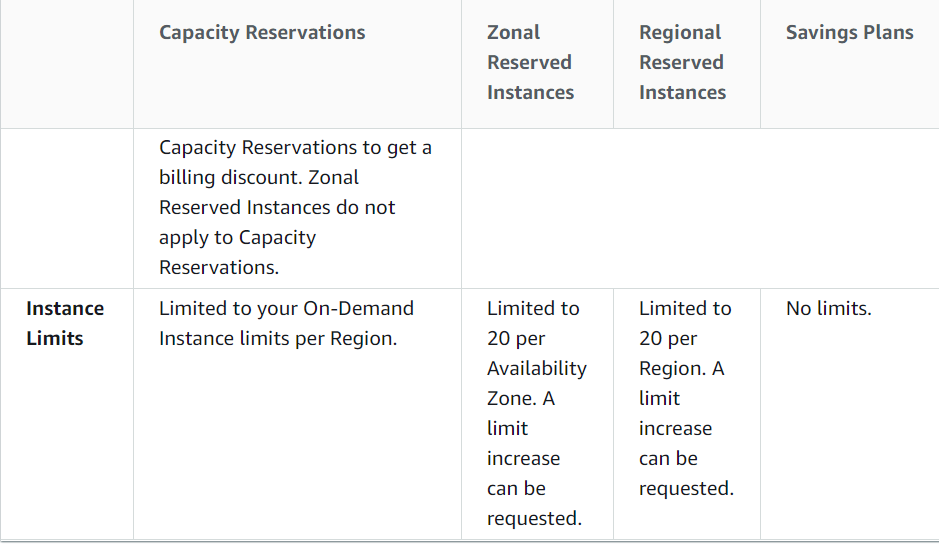 Capacity Reservations
Zonal
Reserved
Instances
Regional
Reserved
Instances
Savings Plans
Capacity Reservations to get a
billing discount. Zonal
Reserved Instances do not
apply to Capacity
Reservations.
Instance
Limits
Limited to your On-Demand
Instance limits per Region.
Limited to
20 per
Availability
Zone. A
limit
increase
can be
requested.
Limited to
20 per
Region. A
limit
increase
can be
requested.
No limits.